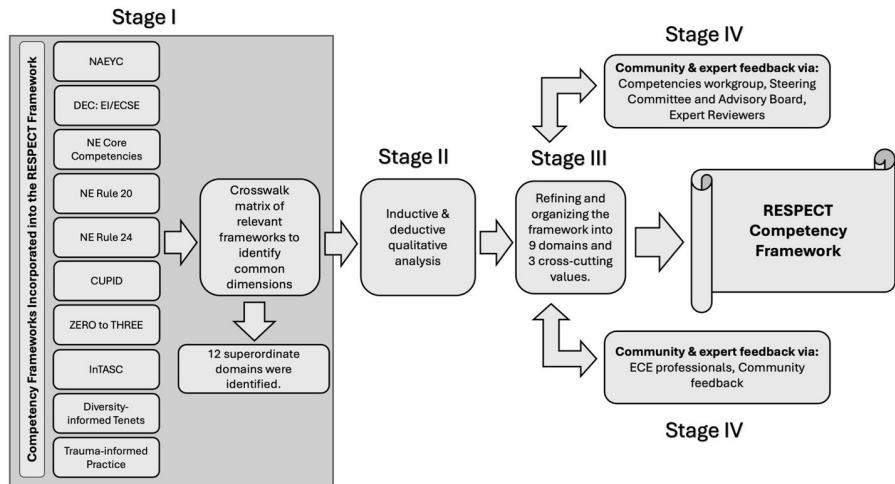 Stage I
Competency Frameworks Incorporated into the RESPECT Framework
NAEYC
DEC: EI/ECSE
NE Core
Competencies
NE Rule 20
NE Rule 24
CUPID
ZERO to THREE
InTASC
Diversity-
informed Tenets
Trauma-informed
Practice
Crosswalk
matrix of
relevant
frameworks to
identify
common
dimensions
12 superordinate
domains were
identified.
Stage II
Inductive &
deductive
qualitative
analysis
Stage III
Refining and
organizing the
framework into
9 domains and
3 cross-cutting
values.
Stage IV
Community & expert feedback via:
Competencies workgroup, Steering
Committee and Advisory Board,
Expert Reviewers
RESPECT
Competency
Framework
Community & expert feedback via:
ECE professionals, Community
feedback
Stage IV